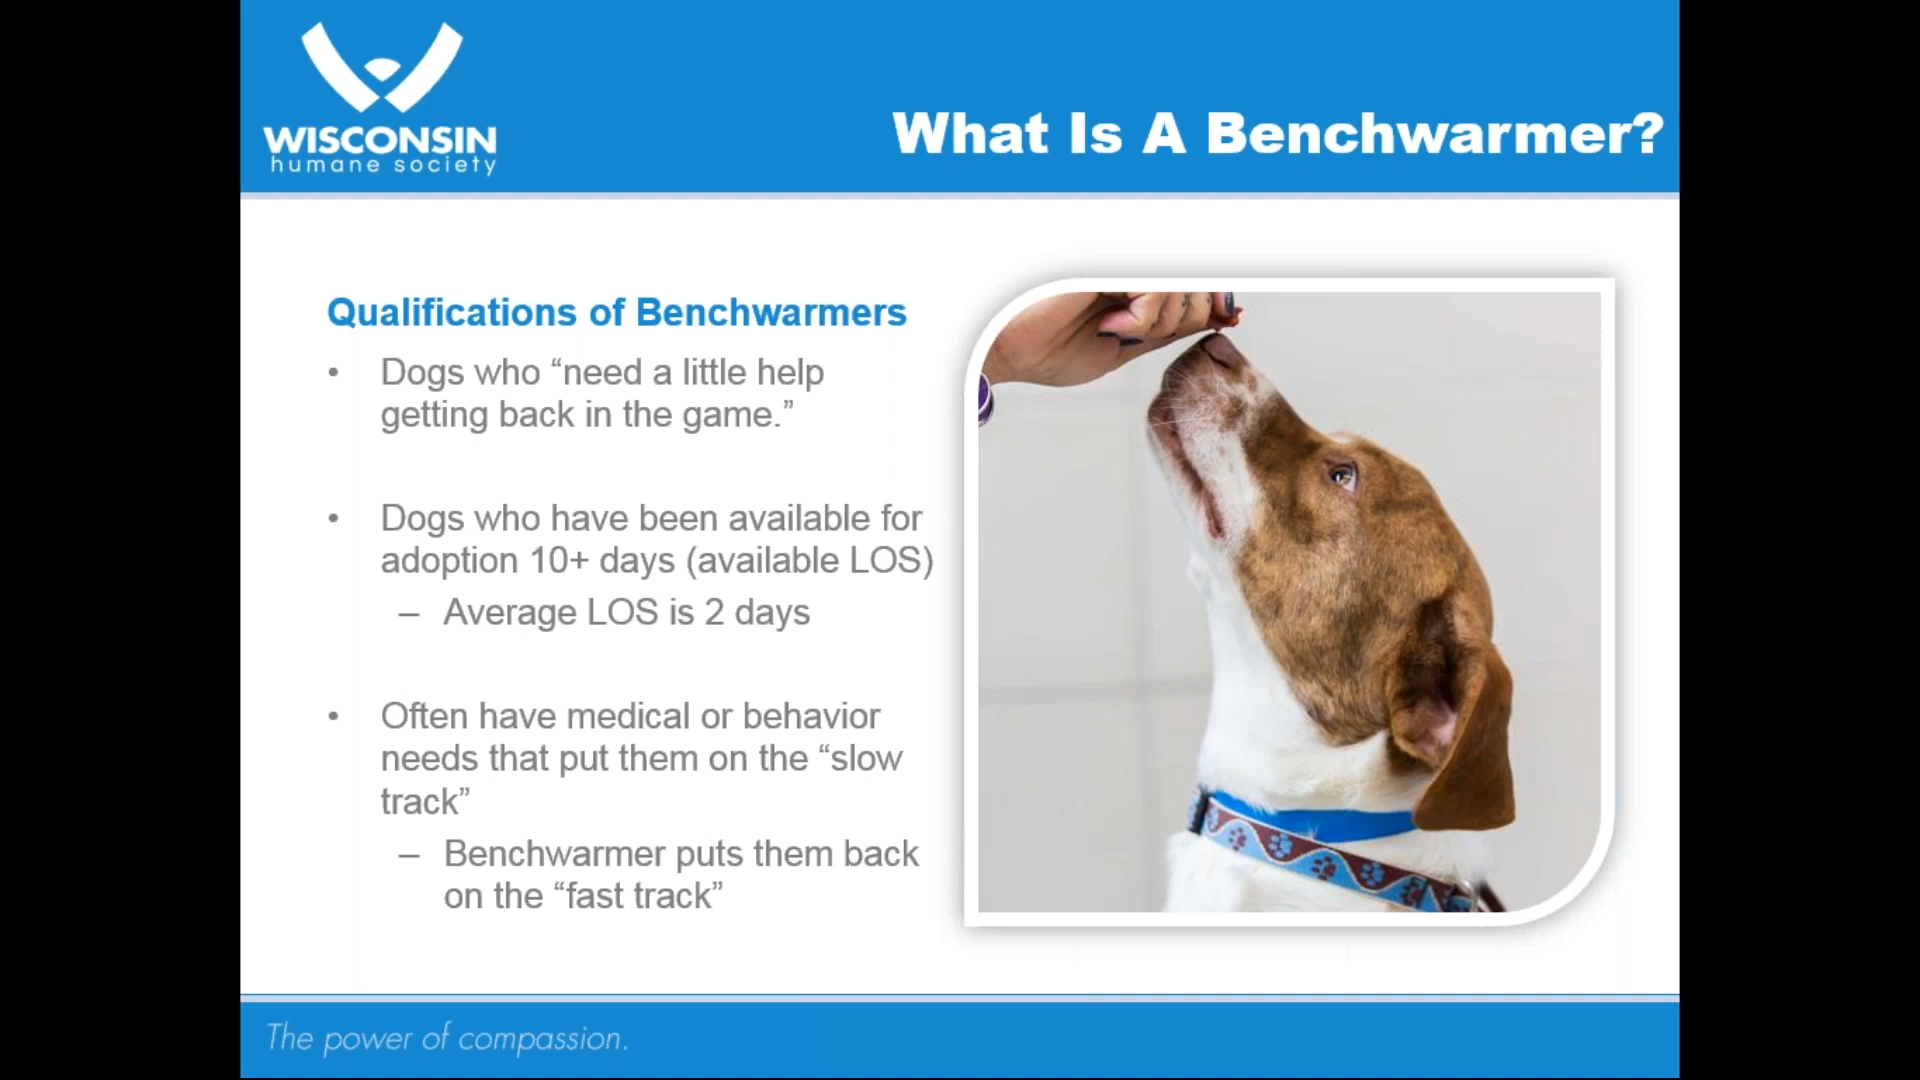 WISCONSIN
humane society
What Is A Benchwarmer?
Qualifications of Benchwarmers
• Dogs who “need a little help
getting back in the game.”
• Dogs who have been available for
adoption 10+ days (available LOS)
– Average LOS is 2 days
• Often have medical or behavior
needs that put them on the “slow
track”
– Benchwarmer puts them back
on the “fast track”
The power of compassion.